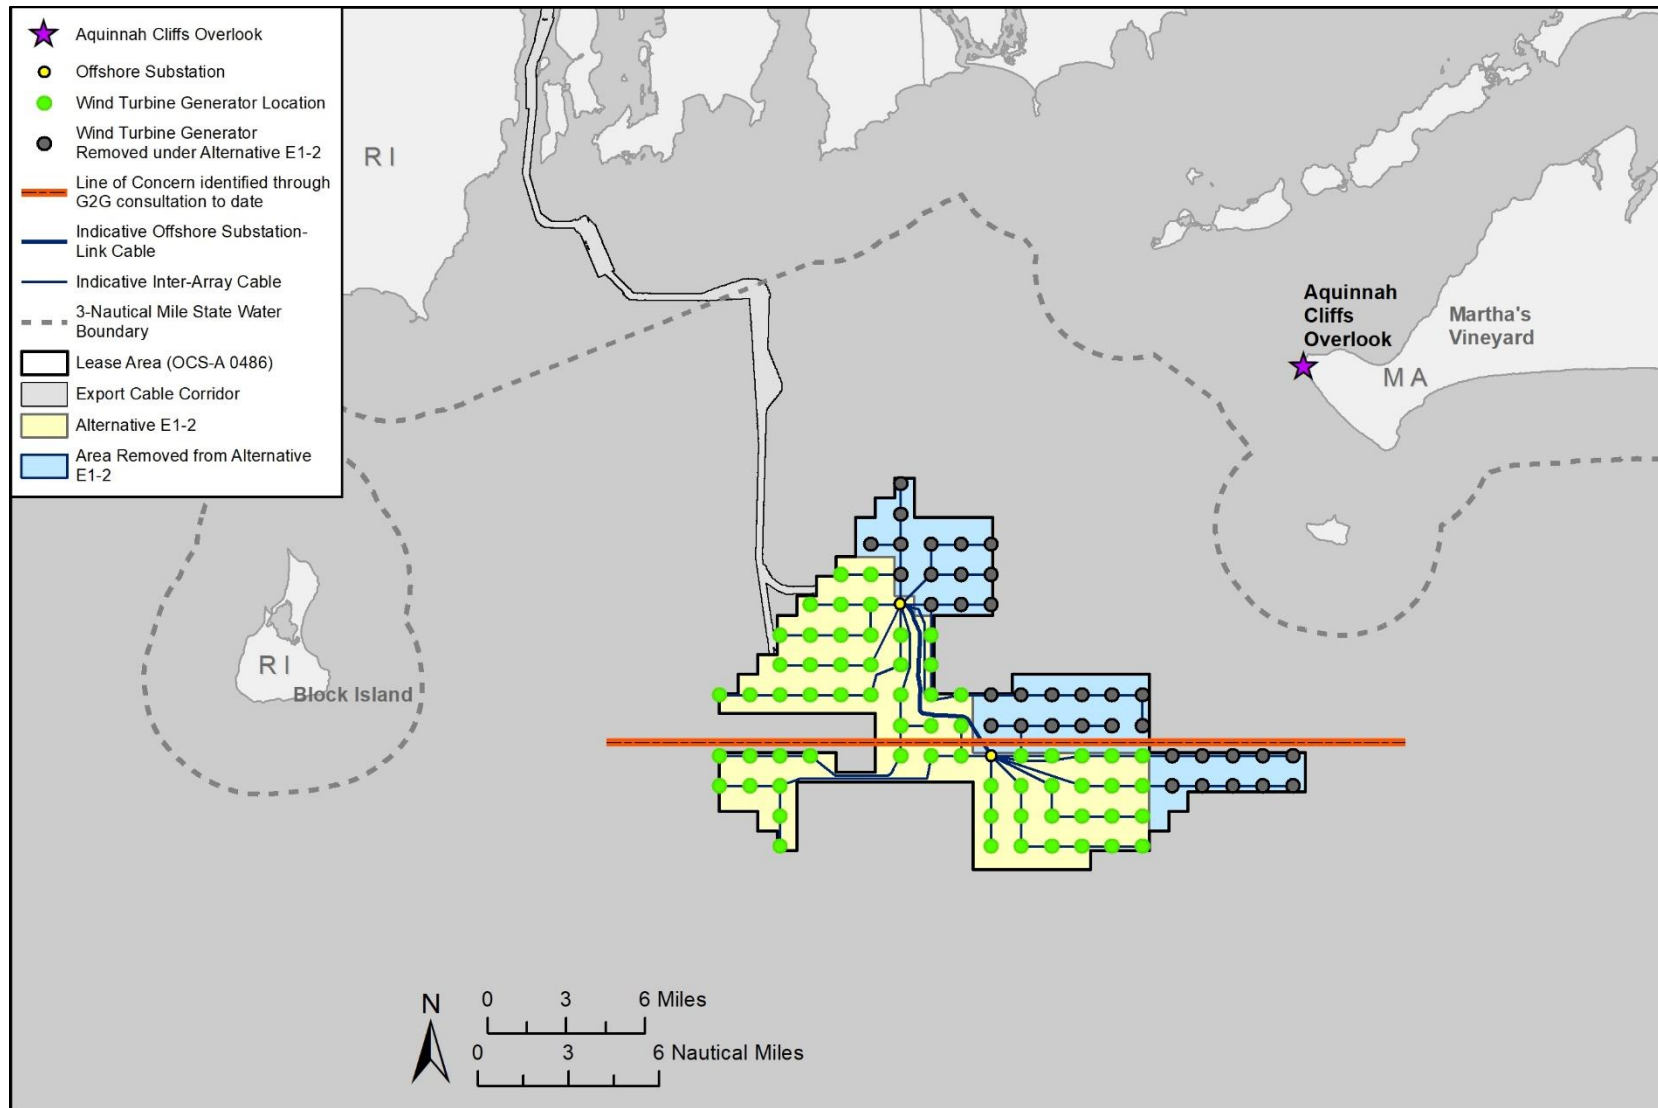 Aquinnah Cliffs Overlook
Offshore Substation
Wind Turbine Generator Location
Wind Turbine Generator
Removed under Alternative E1-2
Line of Concern identified through
G2G consultation to date
Indicative Offshore Substation-
Link Cable
Indicative Inter-Array Cable
3-Nautical Mile State Water
Boundary
Lease Area (OCS-A 0486)
Export Cable Corridor
Alternative E1-2
Area Removed from Alternative
E1-2
RI
Aquinnah
Cliffs
Overlook
Martha's
Vineyard
MA
RI
Block Island
N
0 3 6 Miles
0 3 6 Nautical Miles